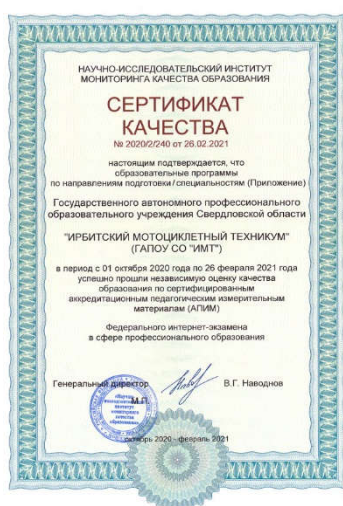 НАУЧНО-ИССЛЕДОВАТЕЛЬСКИЙ ИНСТИТУТ
МОНИТОРИНГА КАЧЕСТВА ОБРАЗОВАНИЯ
СЕРТИФИКАТ
КАЧЕСТВА
№ 2020/2/240 от 26.02.2021
настоящим подтверждается, что
образовательные программы
по направлениям подготовки/специальностям (Приложение)
Государственного автономного профессионального
образовательного учреждения Свердловской области
"ИРБИТСКИЙ МОТОЦИКЛЕТНЫЙ ТЕХНИКУМ"
(ГАПОУ СО "ИМТ")
в период с 01 октября 2020 года по 26 февраля 2021 года
успешно прошли независимую оценку качества
образования по сертифицированным
аккредитационным педагогическим измерительным
материалам (АПИМ)
Федерального интернет-экзамена
в сфере профессионального образования
Генеральный директор В.Г. Наводнов
М.П.
октябрь 2020 - февраль 2021